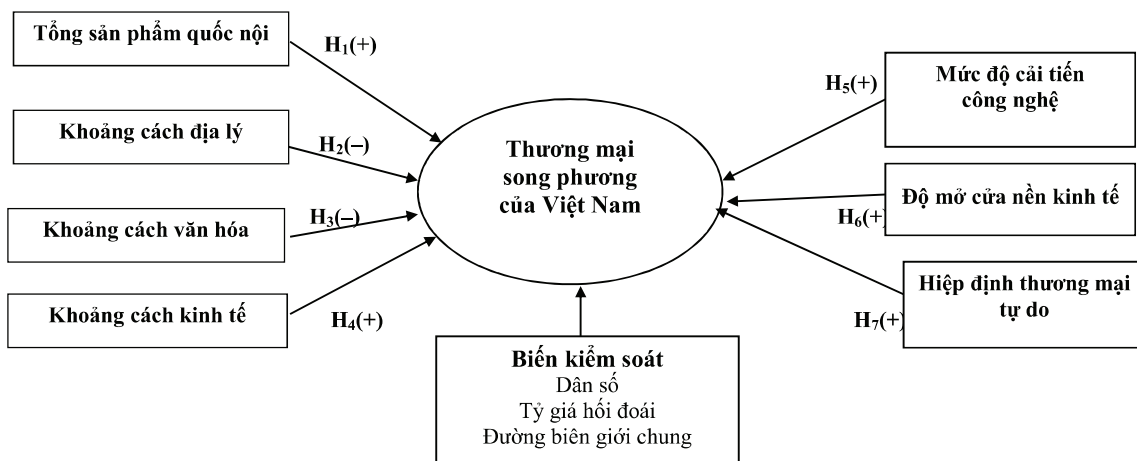 Tổng sản phẩm quốc nội
H₁(+)
Khoảng cách địa lý
H₂(–)
Khoảng cách văn hóa
H₃(–)
Khoảng cách kinh tế
H₄(+)
Thương mại
song phương
của Việt Nam
H₅(+)
Mức độ cải tiến
công nghệ
H₆(+)
Độ mở cửa nền kinh tế
H₇(+)
Hiệp định thương mại
tự do
Biến kiểm soát
Dân số
Tỷ giá hối đoái
Đường biên giới chung